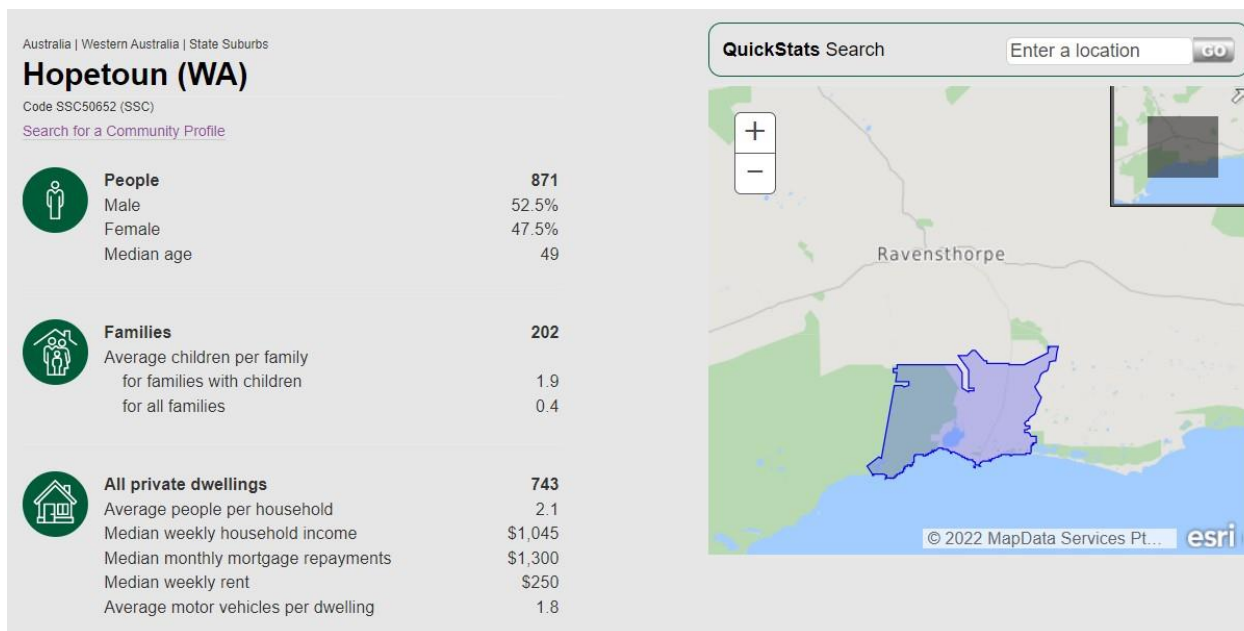 Australia | Western Australia | State Suburbs
Hopetoun (WA)
Code SSC50652 (SSC)
Search for a Community Profile
People 871
Male 52.5%
Female 47.5%
Median age 49
Families 202
Average children per family
for families with children 1.9
for all families 0.4
All private dwellings 743
Average people per household 2.1
Median weekly household income $1,045
Median monthly mortgage repayments $1,300
Median weekly rent $250
Average motor vehicles per dwelling 1.8
QuickStats Search Enter a location GO
+
−
Ravensthorpe
© 2022 MapData Services Pt... esri